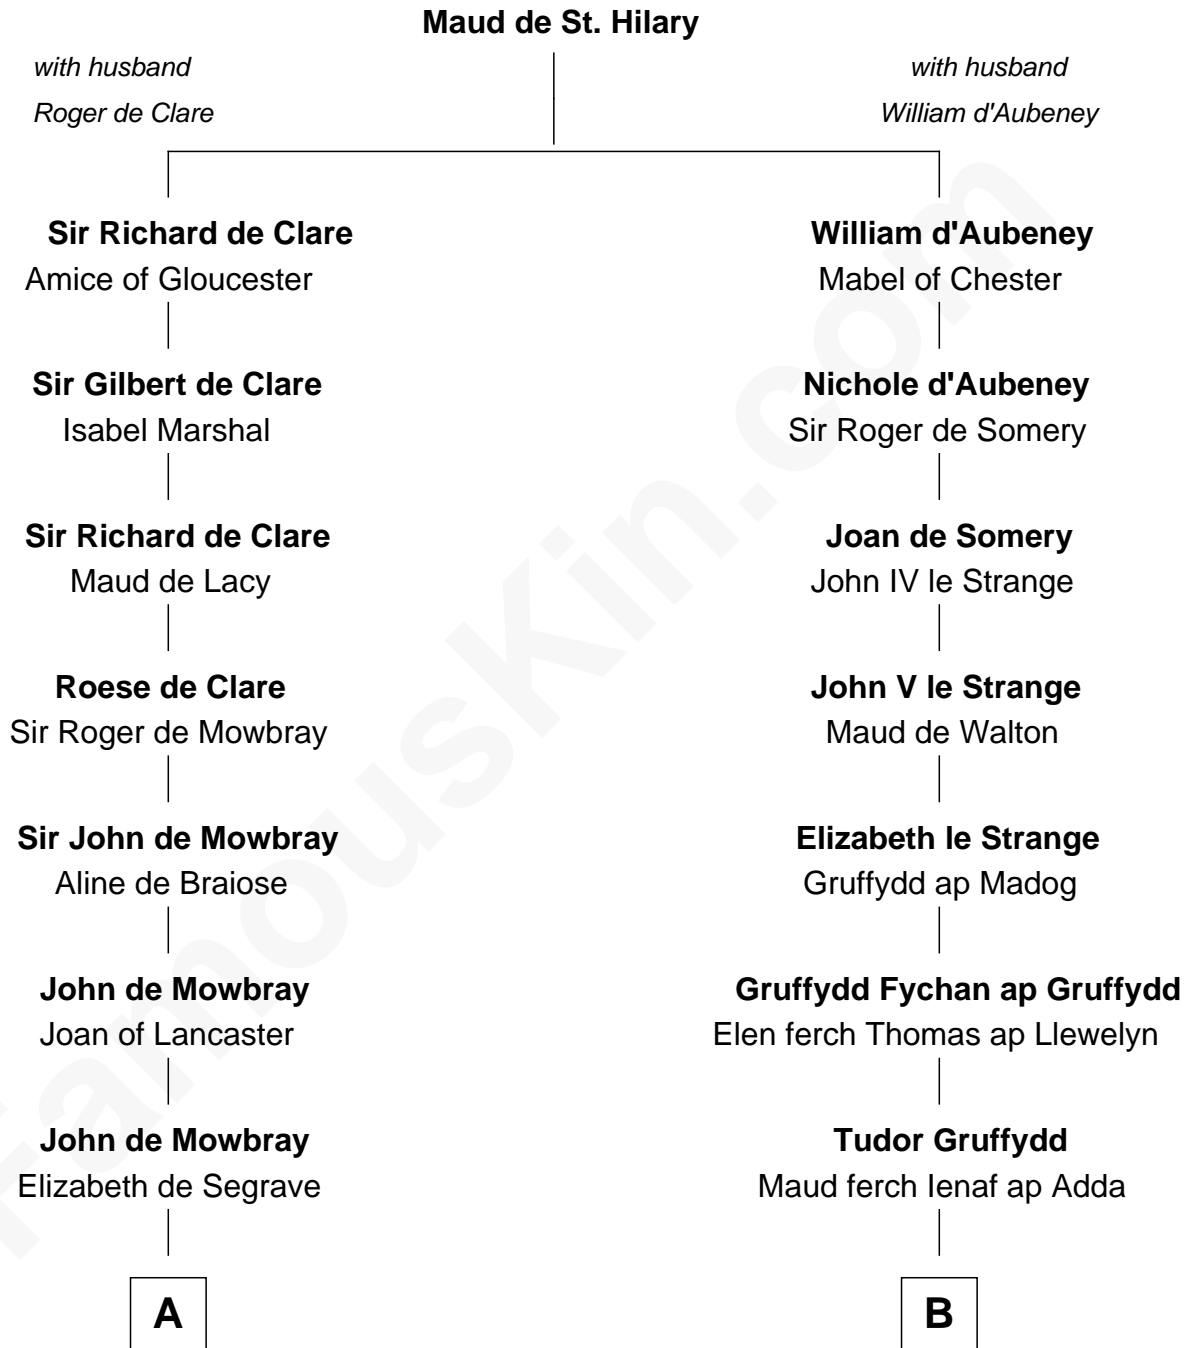 Maud de St. Hilary
with husband
Roger de Clare
with husband
William d'Aubeney
Sir Richard de Clare
Amice of Gloucester
William d'Aubeney
Mabel of Chester
Sir Gilbert de Clare
Isabel Marshal
Nichole d'Aubeney
Sir Roger de Somery
Sir Richard de Clare
Maud de Lacy
Joan de Somery
John IV le Strange
Roese de Clare
Sir Roger de Mowbray
John V le Strange
Maud de Walton
Sir John de Mowbray
Aline de Braiose
Elizabeth le Strange
Gruffydd ap Madog
John de Mowbray
Joan of Lancaster
Gruffydd Fychan ap Gruffydd
Elen ferch Thomas ap Llewelyn
John de Mowbray
Elizabeth de Segrave
Tudor Gruffydd
Maud ferch Ienaf ap Adda
A
B
FamousKin.com